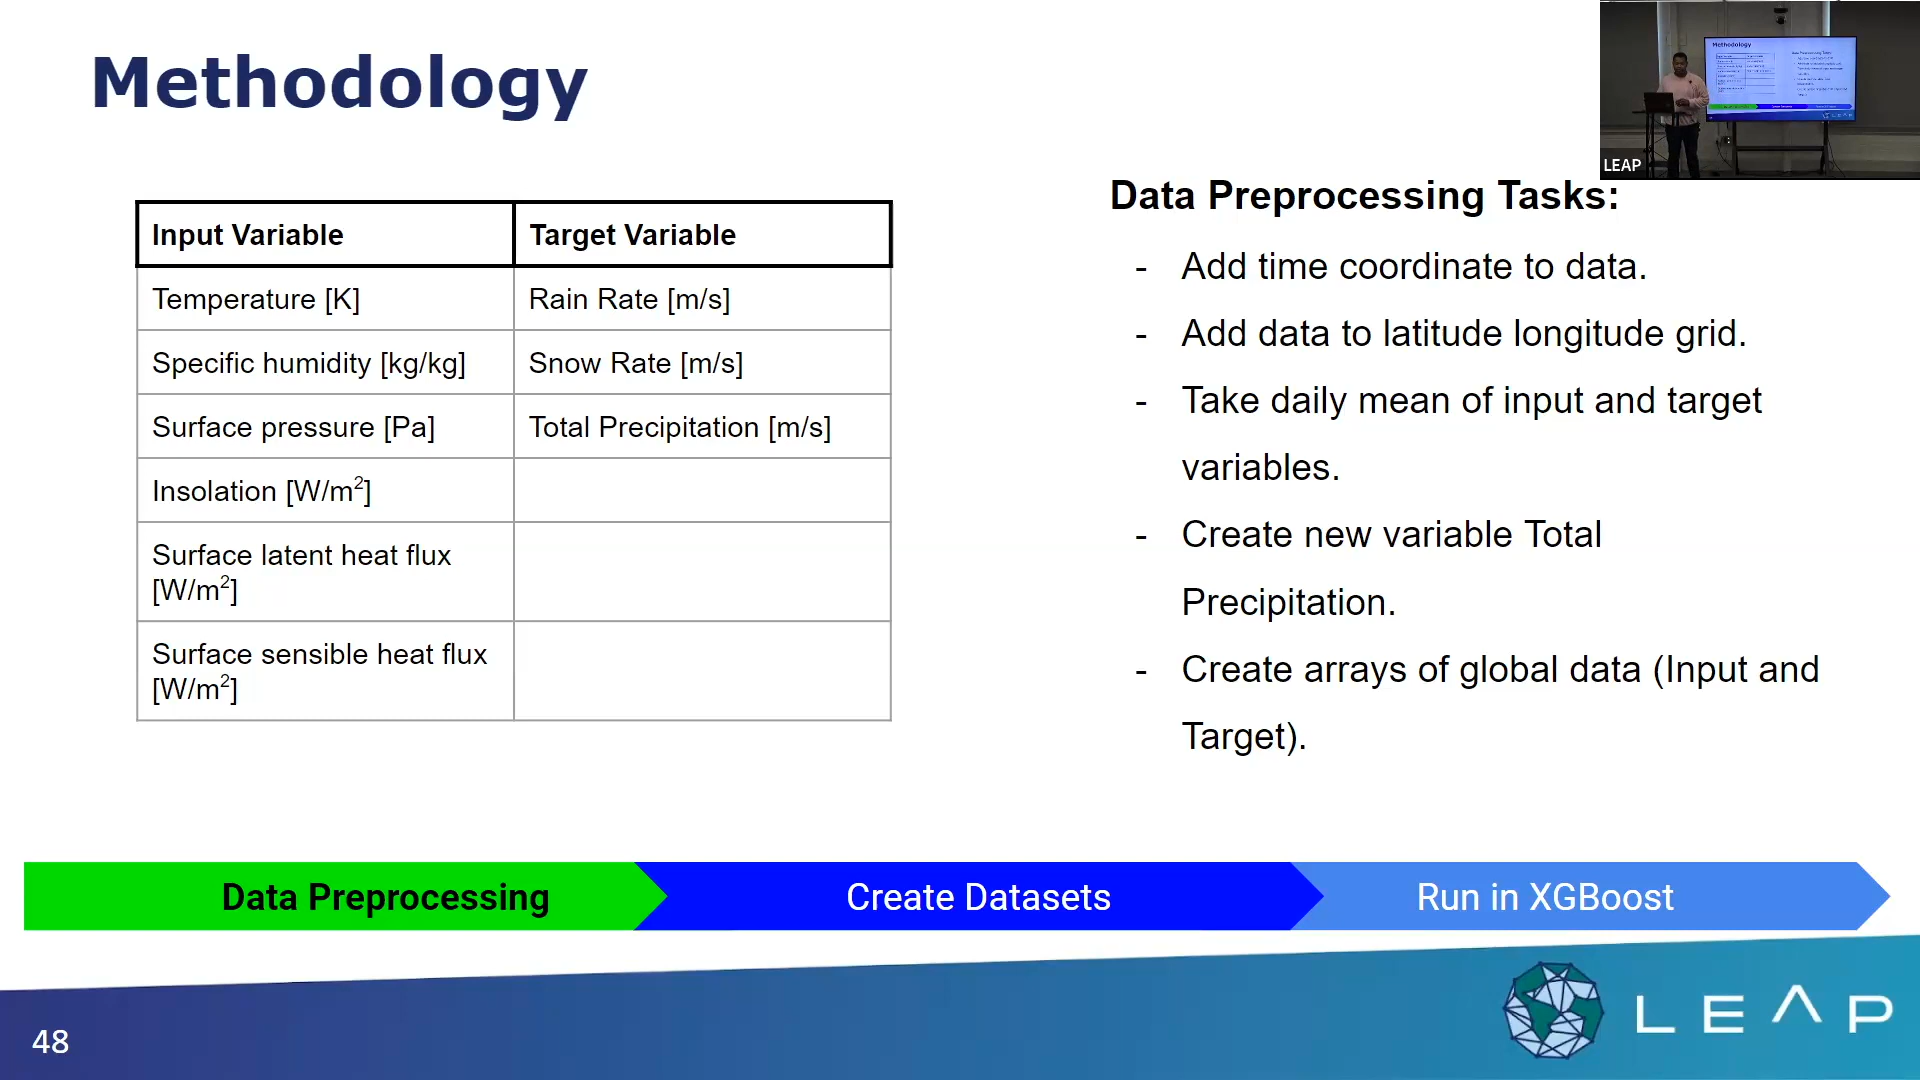 Methodology
LEAP
Input Variable
Target Variable
Temperature [K]
Rain Rate [m/s]
Specific humidity [kg/kg]
Snow Rate [m/s]
Surface pressure [Pa]
Total Precipitation [m/s]
Insolation [W/m²]
Surface latent heat flux
[W/m²]
Surface sensible heat flux
[W/m²]
Data Preprocessing Tasks:
- Add time coordinate to data.
- Add data to latitude longitude grid.
- Take daily mean of input and target
variables.
- Create new variable Total
Precipitation.
- Create arrays of global data (Input and
Target).
Data Preprocessing
Create Datasets
Run in XGBoost
48
LEAP